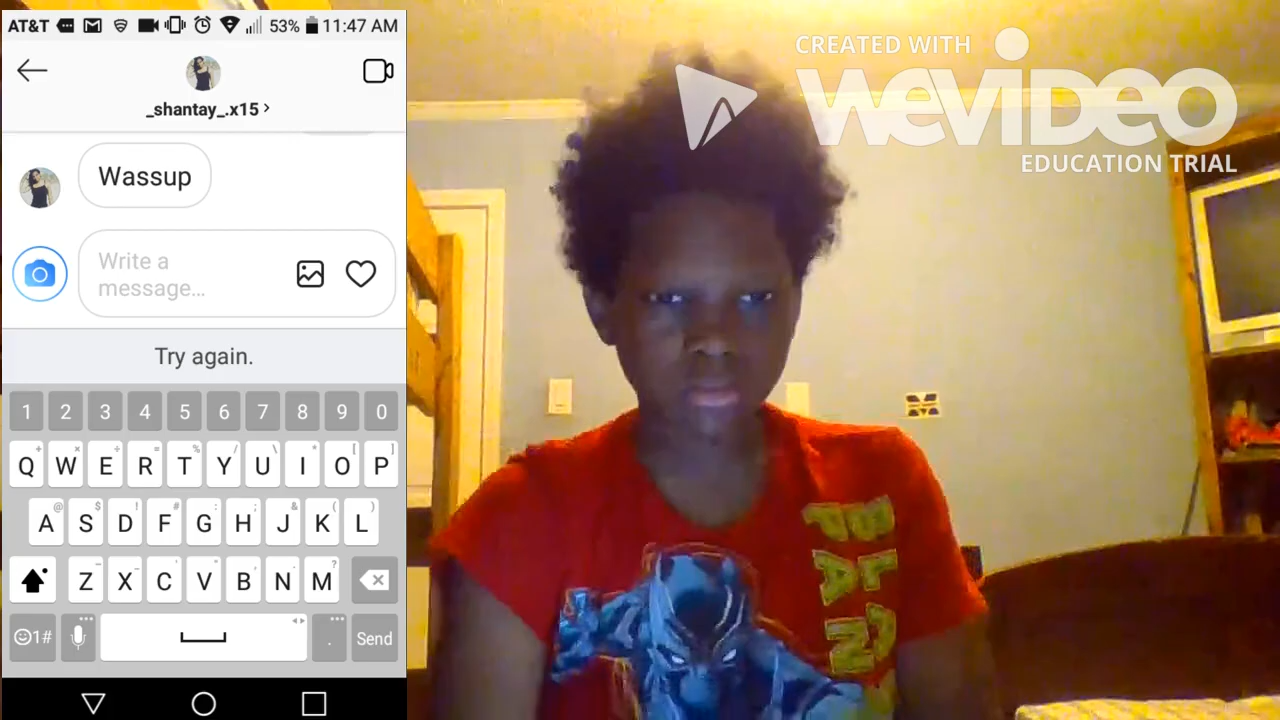 AT&T 53% 11:47 AM
_shantay_.x15 >
Wassup
Write a
message...
Try again.
1 2 3 4 5 6 7 8 9 0
Q W E R T Y U I O P
A S D F G H J K L
Z X C V B N M
1# . Send
CREATED WITH
WEVIDEO
EDUCATION TRIAL